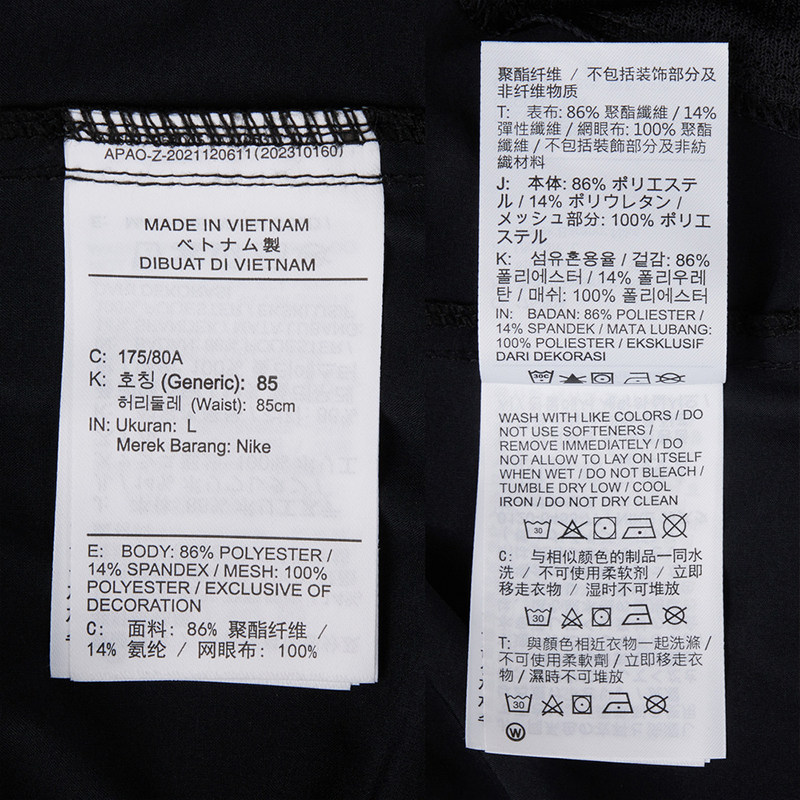 APAO-Z-2021120611(202310160)
MADE IN VIETNAM
ベトナム製
DIBUAT DI VIETNAM
C: 175/80A
K: 호칭 (Generic): 85
허리둘레 (Waist): 85cm
IN: Ukuran: L
Merek Barang: Nike
E: BODY: 86% POLYESTER /
14% SPANDEX / MESH: 100%
POLYESTER / EXCLUSIVE OF
DECORATION
C: 面料: 86% 聚酯纤维 /
14% 氨纶 / 网眼布: 100%
聚酯纤维 / 不包括装饰部分及
非纤维物质
T: 表布: 86% 聚酯纖維 / 14%
彈性纖維 / 網眼布: 100% 聚酯
纖維 / 不包括裝飾部分及非紡
織材料
J: 本体: 86% ポリエステ
ル / 14% ポリウレタン /
メッシュ部分: 100% ポリエ
ステル
K: 섬유혼용율 / 겉감: 86%
폴리에스터 / 14% 폴리우레
탄 / 매쉬: 100% 폴리에스터
IN: BADAN: 86% POLIESTER /
14% SPANDEK / MATA LUBANG:
100% POLIESTER / EKSKLUSIF
DARI DEKORASI
30C
WASH WITH LIKE COLORS / DO
NOT USE SOFTENERS /
REMOVE IMMEDIATELY / DO
NOT ALLOW TO LAY ON ITSELF
WHEN WET / DO NOT BLEACH /
TUMBLE DRY LOW / COOL
IRON / DO NOT DRY CLEAN
30
C: 与相似颜色的制品一同水
洗 / 不可使用柔软剂 / 立即
移走衣物 / 湿时不可堆放
30
T: 與顏色相近衣物一起洗滌 /
不可使用柔軟劑 / 立即移走衣
物 / 濕時不可堆放
30
W